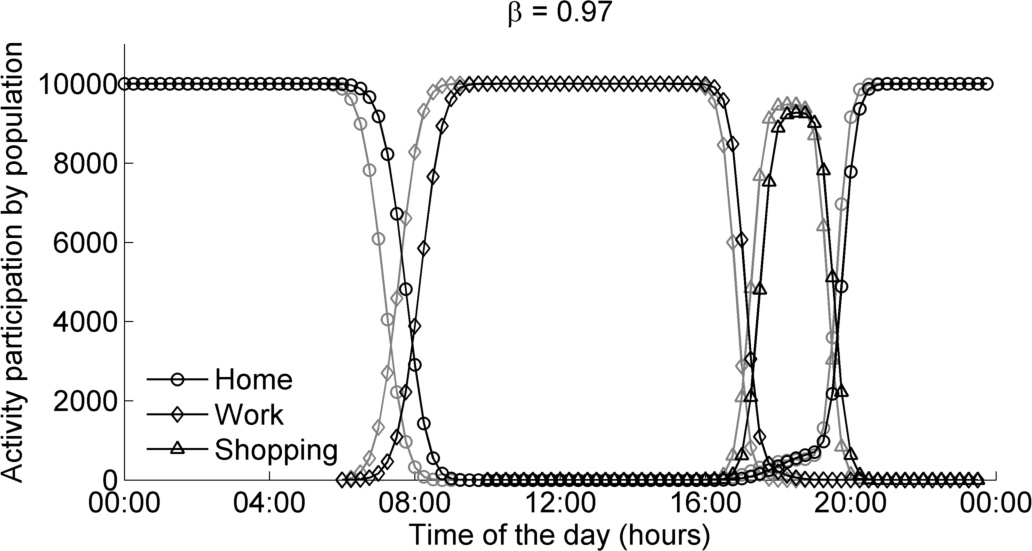 β = 0.97
Activity participation by population
10000
8000
6000
4000
2000
0
Home
Work
Shopping
00:00 04:00 08:00 12:00 16:00 20:00 00:00
Time of the day (hours)